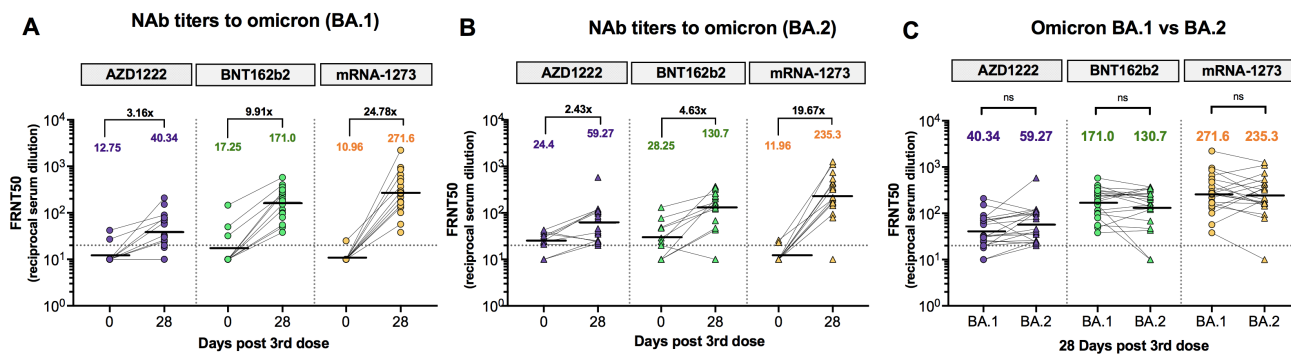 A
NAb titers to omicron (BA.1)
AZD1222 BNT162b2 mRNA-1273
3.16x 9.91x 24.78x
12.75 40.34 17.25 171.0 10.96 271.6
FRNT50
(reciprocal serum dilution)
10^4
10^3
10^2
10^1
10^0
0 28 0 28 0 28
Days post 3rd dose
B
NAb titers to omicron (BA.2)
AZD1222 BNT162b2 mRNA-1273
2.43x 4.63x 19.67x
24.4 59.27 28.25 130.7 11.96 235.3
FRNT50
(reciprocal serum dilution)
10^4
10^3
10^2
10^1
10^0
0 28 0 28 0 28
Days post 3rd dose
C
Omicron BA.1 vs BA.2
AZD1222 BNT162b2 mRNA-1273
ns ns ns
40.34 59.27 171.0 130.7 271.6 235.3
FRNT50
(reciprocal serum dilution)
10^4
10^3
10^2
10^1
10^0
BA.1 BA.2 BA.1 BA.2 BA.1 BA.2
28 Days post 3rd dose